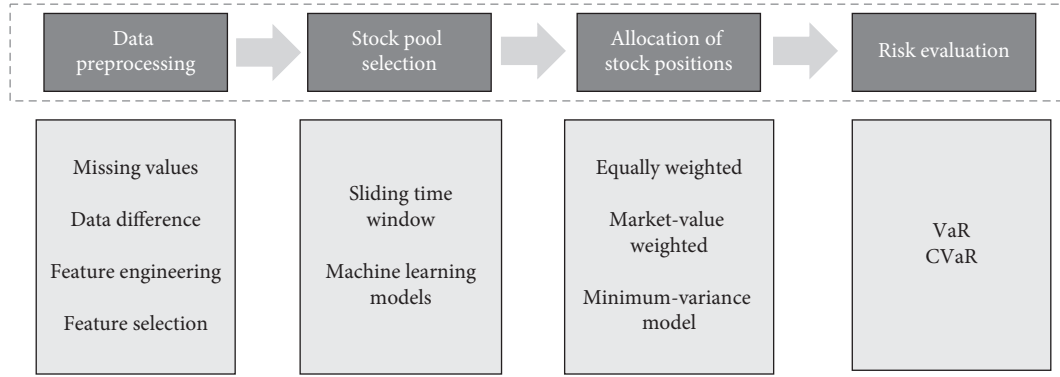 Data
preprocessing
Stock pool
selection
Allocation of
stock positions
Risk evaluation
Missing values
Data difference
Feature engineering
Feature selection
Sliding time
window
Machine learning
models
Equally weighted
Market-value
weighted
Minimum-variance
model
VaR
CVaR